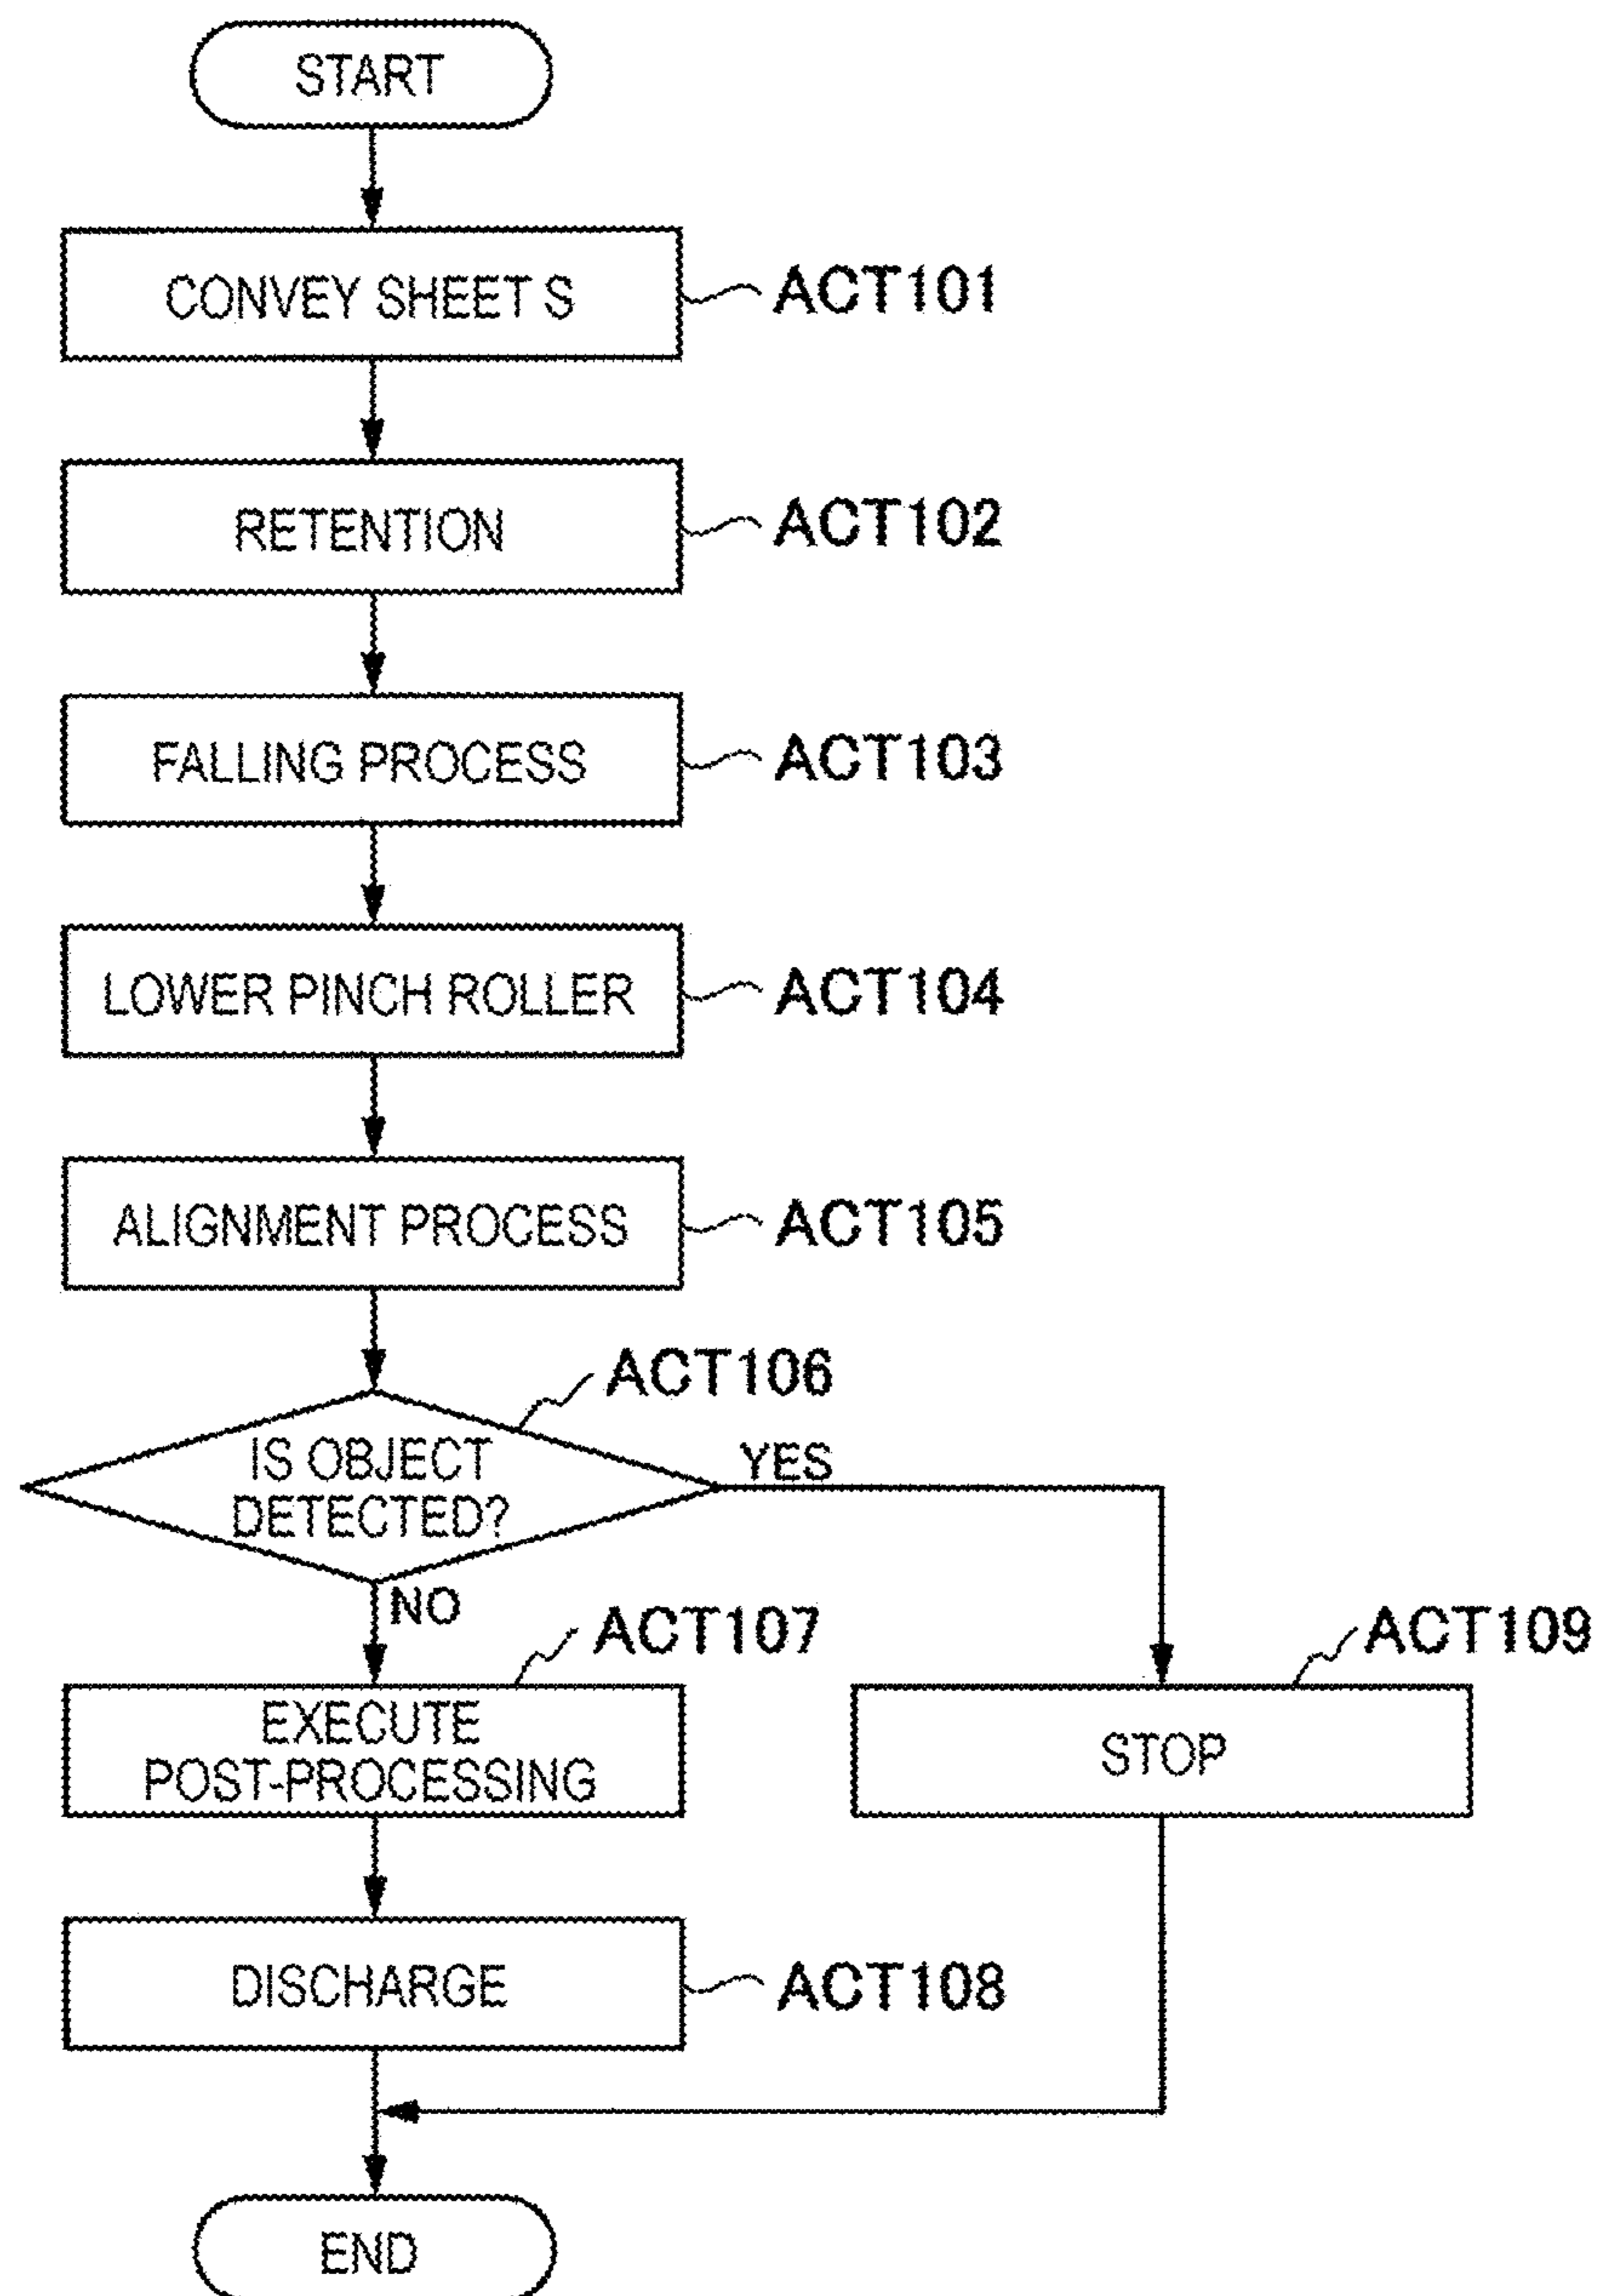 START
CONVEY SHEET S
ACT101
RETENTION
ACT102
FALLING PROCESS
ACT103
LOWER PINCH ROLLER
ACT104
ALIGNMENT PROCESS
ACT105
ACT106
IS OBJECT
DETECTED?
YES
NO
ACT107
ACT109
EXECUTE
POST-PROCESSING
STOP
DISCHARGE
ACT108
END